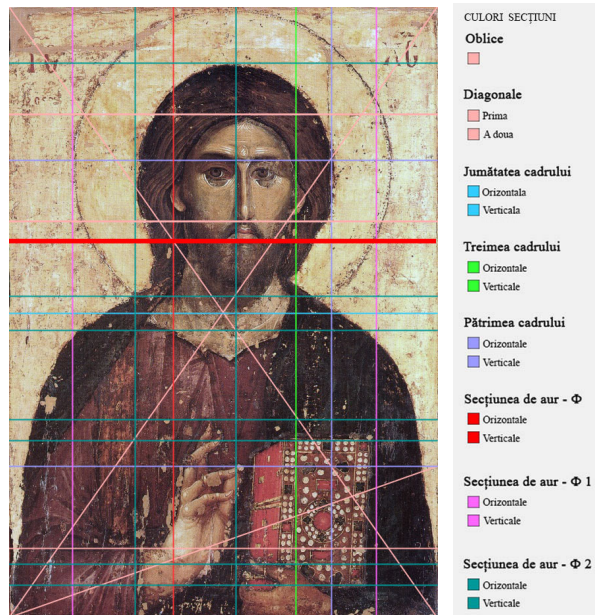 CULORI SECȚIUNI
Oblice
Diagonale
Prima
A doua
Jumătatea cadrului
Orizontala
Verticala
Treimea cadrului
Orizontale
Verticale
Pătrimea cadrului
Orizontale
Verticale
Secțiunea de aur - Φ
Orizontale
Verticale
Secțiunea de aur - Φ 1
Orizontale
Verticale
Secțiunea de aur - Φ 2
Orizontale
Verticale